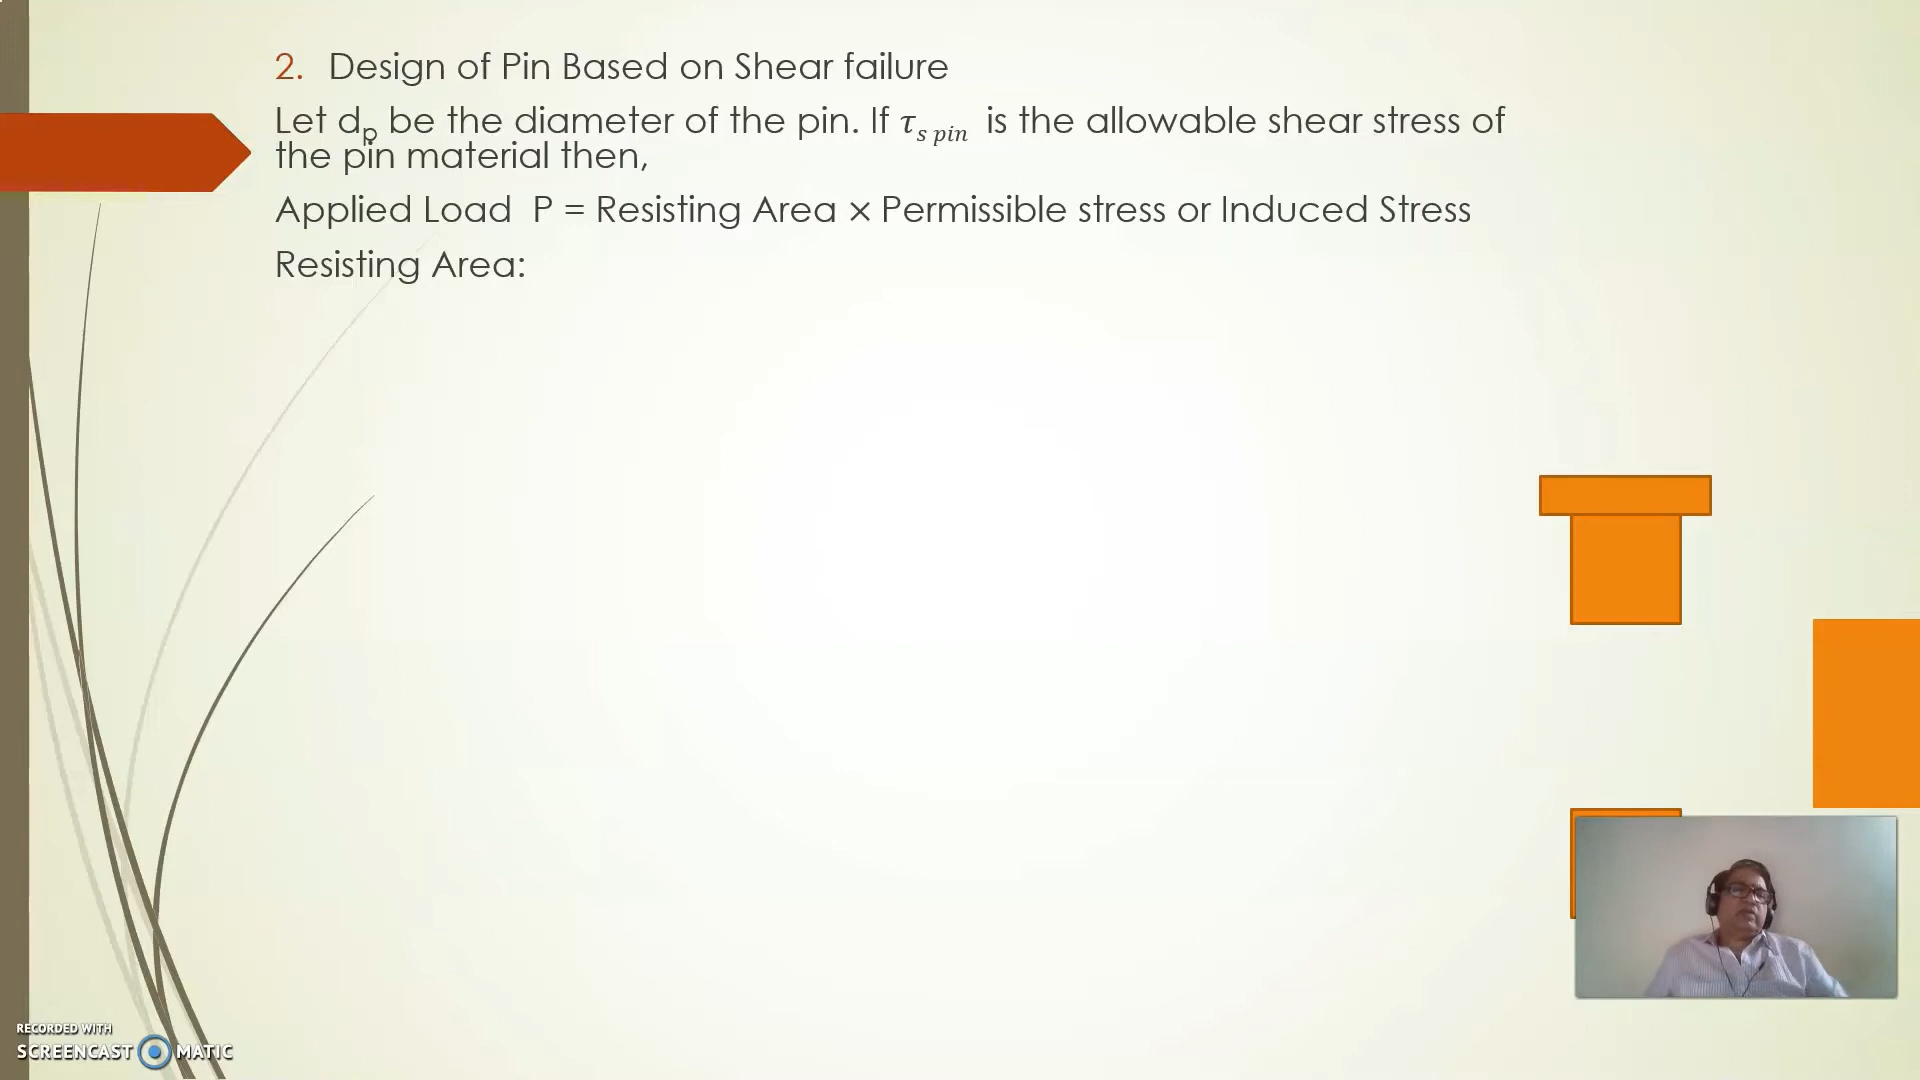 2. Design of Pin Based on Shear failure
Let dₚ be the diameter of the pin. If τₛ ₚᵢₙ is the allowable shear stress of
the pin material then,
Applied Load P = Resisting Area × Permissible stress or Induced Stress
Resisting Area:
RECORDED WITH
SCREENCAST MATIC